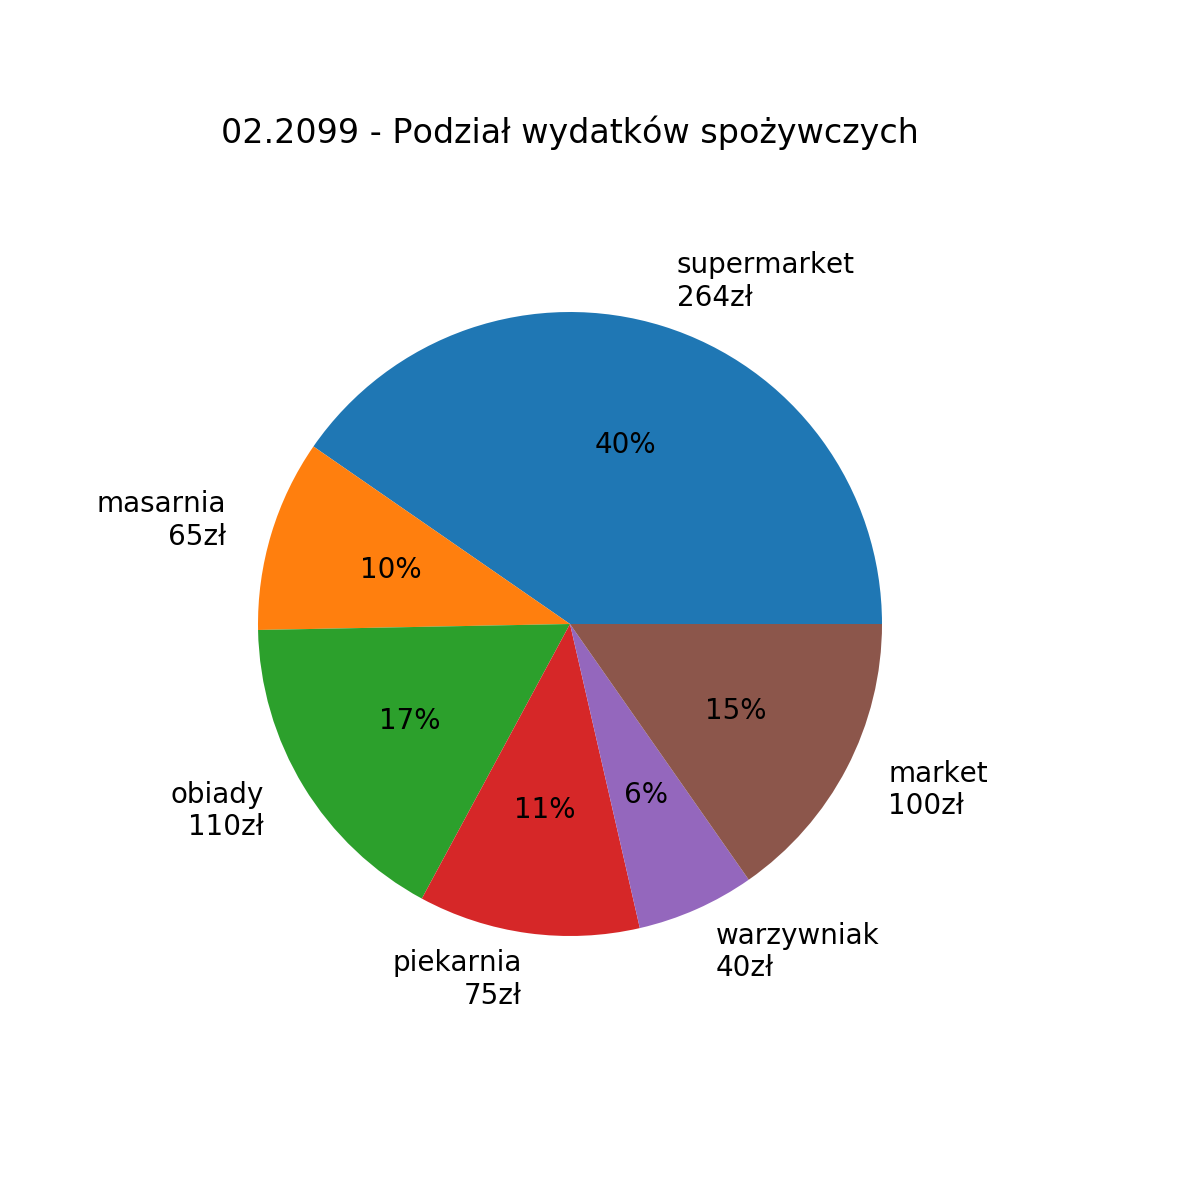 02.2099 - Podział wydatków spożywczych
supermarket
264zł
40%
masarnia
65zł
10%
obiady
110zł
17%
piekarnia
75zł
11%
warzywniak
40zł
6%
market
100zł
15%